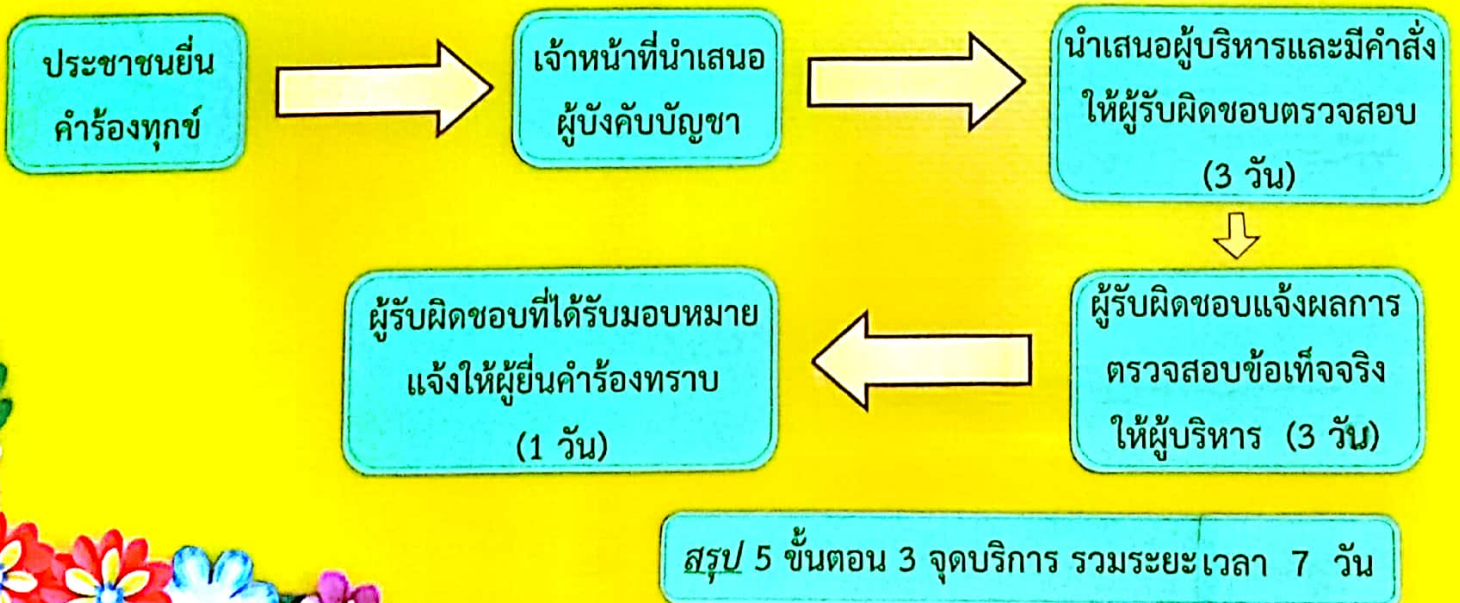 ประชาชนยื่น
คำร้องทุกข์
เจ้าหน้าที่นำเสนอ
ผู้บังคับบัญชา
นำเสนอผู้บริหารและมีคำสั่ง
ให้ผู้รับผิดชอบตรวจสอบ
(3 วัน)
ผู้รับผิดชอบแจ้งผลการ
ตรวจสอบข้อเท็จจริง
ให้ผู้บริหาร (3 วัน)
ผู้รับผิดชอบที่ได้รับมอบหมาย
แจ้งให้ผู้ยื่นคำร้องทราบ
(1 วัน)
สรุป 5 ขั้นตอน 3 จุดบริการ รวมระยะเวลา 7 วัน